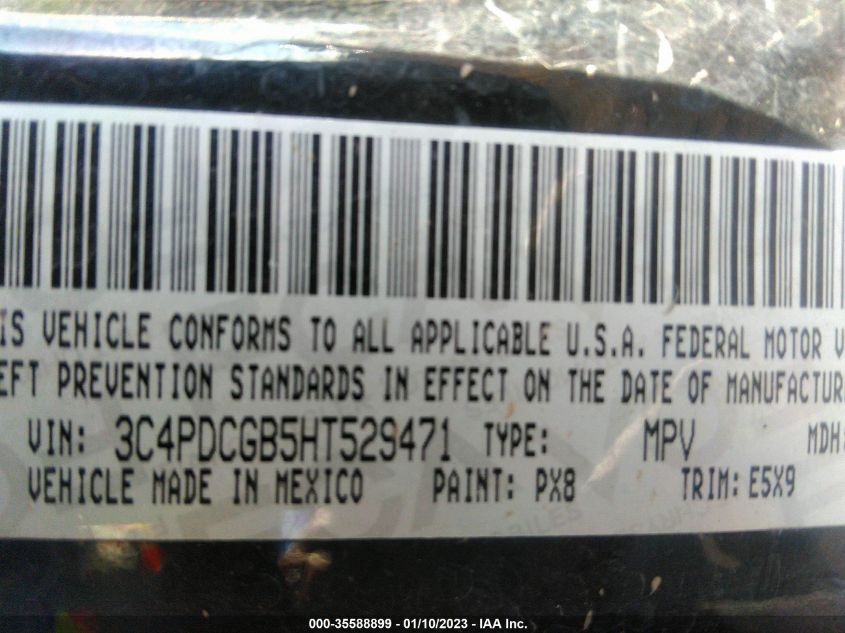 IS VEHICLE CONFORMS TO ALL APPLICABLE U.S.A. FEDERAL MOTOR V
EFT PREVENTION STANDARDS IN EFFECT ON THE DATE OF MANUFACTUR
VIN: 3C4PDCGB5HT529471 TYPE: MPV MDH:
VEHICLE MADE IN MEXICO PAINT: PX8 TRIM: E5X9
000-35588899 — 01/10/2023 — IAA Inc.